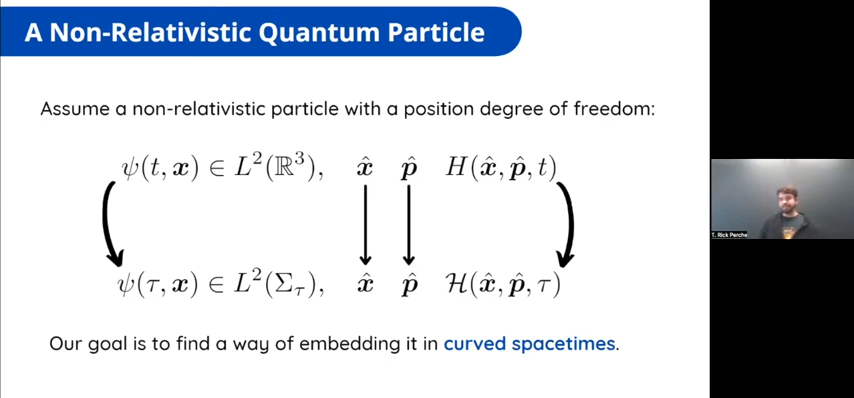 A Non-Relativistic Quantum Particle
Assume a non-relativistic particle with a position degree of freedom:
ψ(t, x) ∈ L²(ℝ³), x̂ p̂ H(x̂, p̂, t)
ψ(τ, x) ∈ L²(Σ_τ), x̂ p̂ ℋ(x̂, p̂, τ)
Our goal is to find a way of embedding it in curved spacetimes.
T. Rick Perche